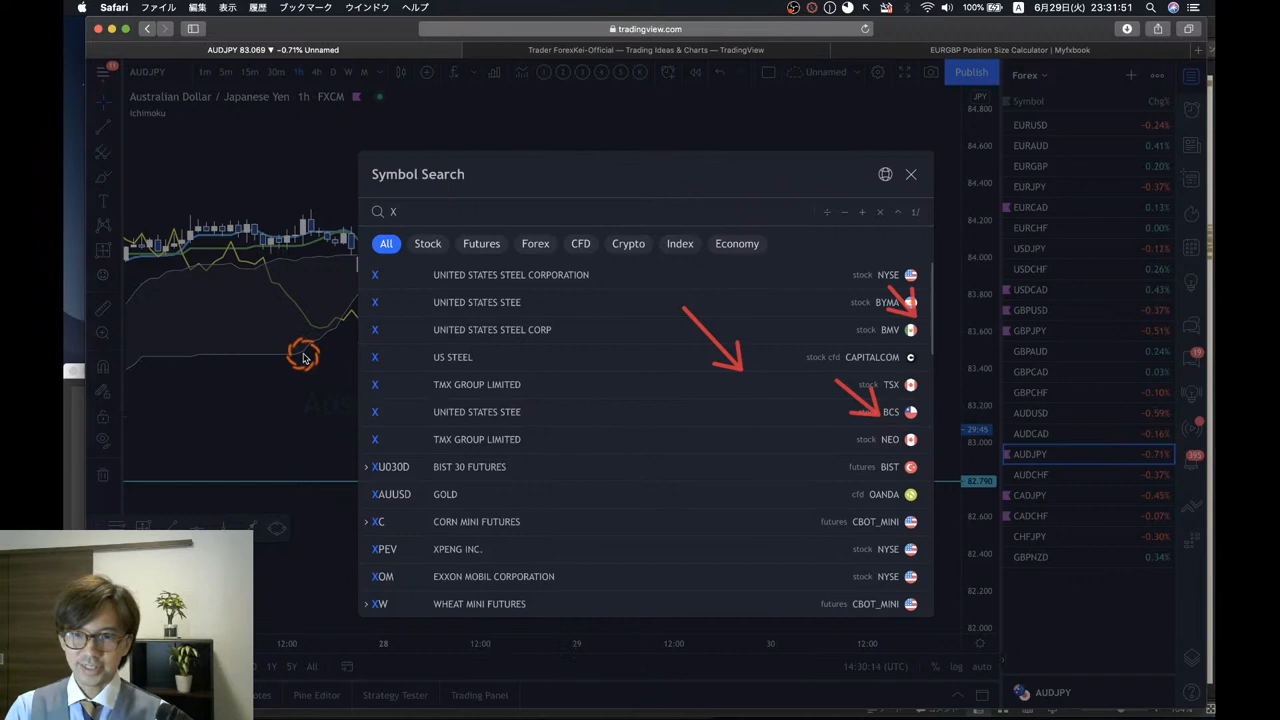 Safari ファイル 編集 表示 履歴 ブックマーク ウインドウ ヘルプ
100% 6月29日(火) 23:31:51
tradingview.com
AUDJPY 83.069 ▼ −0.71% Unnamed
Trader ForexKei-Official — Trading Ideas & Charts — TradingView
EURGBP Position Size Calculator | Myfxbook
11
AUDJPY 1m 5m 15m 30m 1h 4h D W M
Unnamed
Publish
Forex
Australian Dollar / Japanese Yen 1h FXCM
Ichimoku
JPY
Symbol Chg%
EURUSD −0.24%
EURAUD 0.41%
EURGBP 0.20%
EURJPY −0.37%
EURCAD 0.13%
EURCHF 0.00%
USDJPY −0.12%
USDCHF 0.26%
USDCAD 0.43%
GBPUSD −0.31%
GBPJPY −0.51%
GBPAUD 0.34%
GBPCAD 0.03%
GBPCHF −0.10%
AUDUSD −0.59%
AUDCAD −0.16%
AUDJPY −0.71%
AUDCHF −0.37%
CADJPY −0.45%
CADCHF −0.07%
CHFJPY −0.30%
GBPNZD 0.34%
84.800
84.600
84.400
84.200
84.000
83.800
83.600
83.400
83.200
29:45
83.000
82.790
82.600
82.400
82.200
82.000
19
395
Symbol Search
X
1/
All Stock Futures Forex CFD Crypto Index Economy
X UNITED STATES STEEL CORPORATION stock NYSE
X UNITED STATES STEE stock BYMA
X UNITED STATES STEEL CORP stock BMV
X US STEEL stock cfd CAPITALCOM
X TMX GROUP LIMITED stock TSX
X UNITED STATES STEE stock BCS
X TMX GROUP LIMITED stock NEO
XU030D BIST 30 FUTURES futures BIST
XAUUSD GOLD cfd OANDA
XC CORN MINI FUTURES futures CBOT_MINI
XPEV XPENG INC. stock NYSE
XOM EXXON MOBIL CORPORATION stock NYSE
XW WHEAT MINI FUTURES futures CBOT_MINI
12:00 28 12:00 29 12:00 30 12:00
1Y 5Y All
14:30:14 (UTC) % log auto
Pine Editor Strategy Tester Trading Panel
AUDJPY